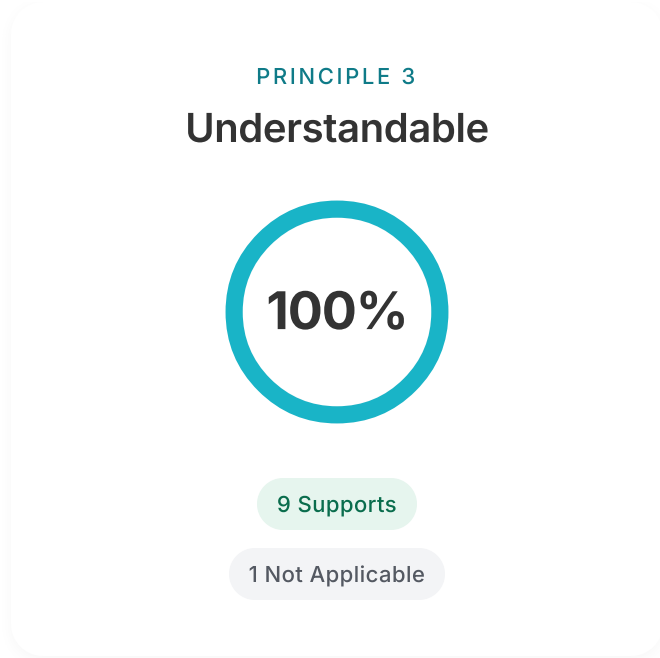 PRINCIPLE 3
Understandable
100%
9 Supports
1 Not Applicable